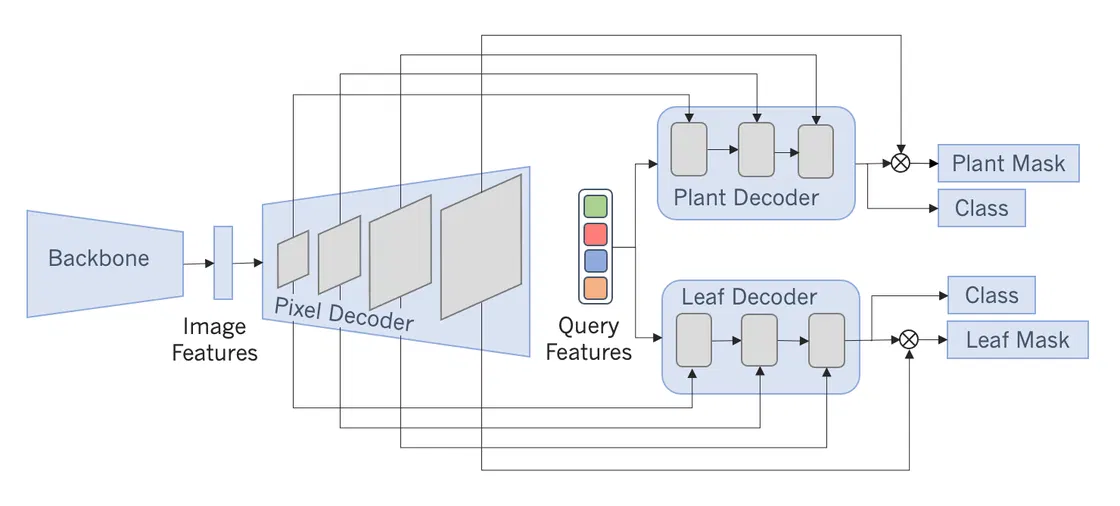 Backbone
Image
Features
Pixel Decoder
Query
Features
Plant Decoder
Plant Mask
Class
Leaf Decoder
Class
Leaf Mask